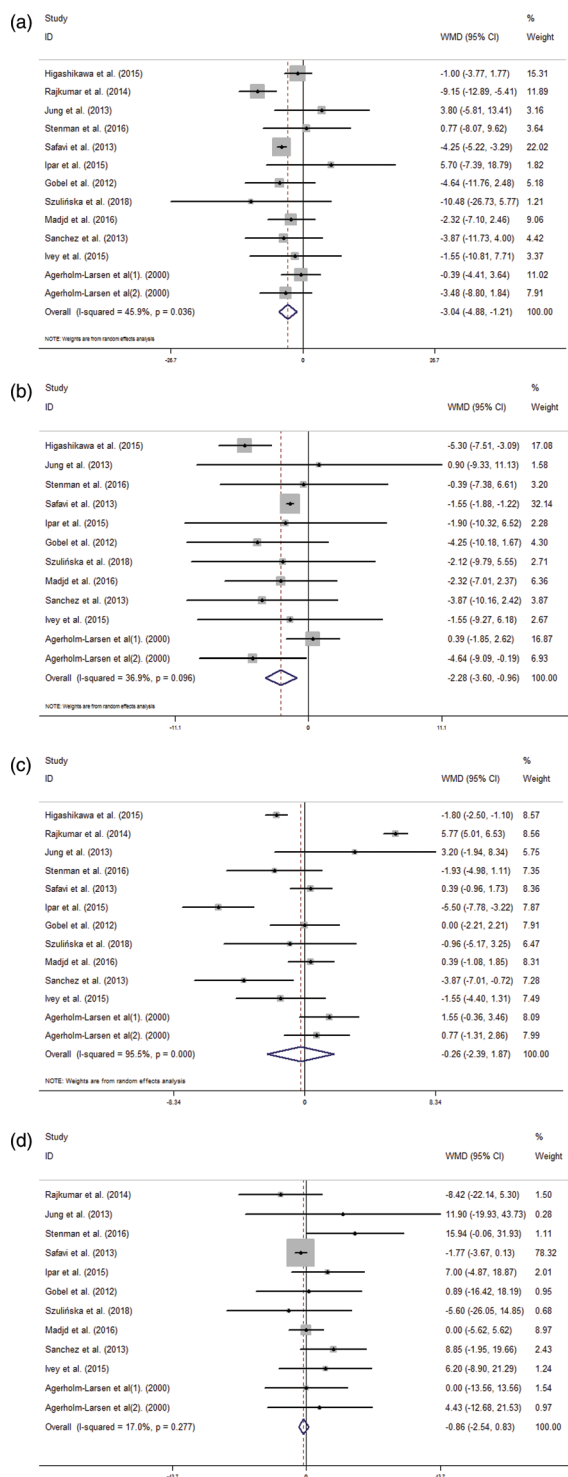 (a)
Study %
ID WMD (95% CI) Weight
Higashikawa et al. (2015) -1.00 (-3.77, 1.77) 15.31
Rajkumar et al. (2014) -9.15 (-12.89, -5.41) 11.89
Jung et al. (2013) 3.80 (-5.81, 13.41) 3.16
Stenman et al. (2016) 0.77 (-8.07, 9.62) 3.64
Safavi et al. (2013) -4.25 (-5.22, -3.29) 22.02
Ipar et al. (2015) 5.70 (-7.39, 18.79) 1.82
Gobel et al. (2012) -4.64 (-11.76, 2.48) 5.18
Szulińska et al. (2018) -10.48 (-26.73, 5.77) 1.21
Madjd et al. (2016) -2.32 (-7.10, 2.46) 9.06
Sanchez et al. (2013) -3.87 (-11.73, 4.00) 4.42
Ivey et al. (2015) -1.55 (-10.81, 7.71) 3.37
Agerholm-Larsen et al(1). (2000) -0.39 (-4.41, 3.64) 11.02
Agerholm-Larsen et al(2). (2000) -3.48 (-8.80, 1.84) 7.91
Overall (I-squared = 45.9%, p = 0.036) -3.04 (-4.88, -1.21) 100.00
NOTE: Weights are from random effects analysis
-26.7 0 26.7
(b)
Study %
ID WMD (95% CI) Weight
Higashikawa et al. (2015) -5.30 (-7.51, -3.09) 17.08
Jung et al. (2013) 0.90 (-9.33, 11.13) 1.58
Stenman et al. (2016) -0.39 (-7.38, 6.61) 3.20
Safavi et al. (2013) -1.55 (-1.88, -1.22) 32.14
Ipar et al. (2015) -1.90 (-10.32, 6.52) 2.28
Gobel et al. (2012) -4.25 (-10.18, 1.67) 4.30
Szulińska et al. (2018) -2.12 (-9.79, 5.55) 2.71
Madjd et al. (2016) -2.32 (-7.01, 2.37) 6.36
Sanchez et al. (2013) -3.87 (-10.16, 2.42) 3.87
Ivey et al. (2015) -1.55 (-9.27, 6.18) 2.67
Agerholm-Larsen et al(1). (2000) 0.39 (-1.85, 2.62) 16.87
Agerholm-Larsen et al(2). (2000) -4.64 (-9.09, -0.19) 6.93
Overall (I-squared = 36.9%, p = 0.096) -2.28 (-3.60, -0.96) 100.00
NOTE: Weights are from random effects analysis
-11.1 0 11.1
(c)
Study %
ID WMD (95% CI) Weight
Higashikawa et al. (2015) -1.80 (-2.50, -1.10) 8.57
Rajkumar et al. (2014) 5.77 (5.01, 6.53) 8.56
Jung et al. (2013) 3.20 (-1.94, 8.34) 5.75
Stenman et al. (2016) -1.93 (-4.98, 1.11) 7.35
Safavi et al. (2013) 0.39 (-0.96, 1.73) 8.36
Ipar et al. (2015) -5.50 (-7.78, -3.22) 7.87
Gobel et al. (2012) 0.00 (-2.21, 2.21) 7.91
Szulińska et al. (2018) -0.96 (-5.17, 3.25) 6.47
Madjd et al. (2016) 0.39 (-1.08, 1.85) 8.31
Sanchez et al. (2013) -3.87 (-7.01, -0.72) 7.28
Ivey et al. (2015) -1.55 (-4.40, 1.31) 7.49
Agerholm-Larsen et al(1). (2000) 1.55 (-0.36, 3.46) 8.09
Agerholm-Larsen et al(2). (2000) 0.77 (-1.31, 2.86) 7.99
Overall (I-squared = 95.5%, p = 0.000) -0.26 (-2.39, 1.87) 100.00
NOTE: Weights are from random effects analysis
-8.34 0 8.34
(d)
Study %
ID WMD (95% CI) Weight
Rajkumar et al. (2014) -8.42 (-22.14, 5.30) 1.50
Jung et al. (2013) 11.90 (-19.93, 43.73) 0.28
Stenman et al. (2016) 15.94 (-0.06, 31.93) 1.11
Safavi et al. (2013) -1.77 (-3.67, 0.13) 78.32
Ipar et al. (2015) 7.00 (-4.87, 18.87) 2.01
Gobel et al. (2012) 0.89 (-16.42, 18.19) 0.95
Szulińska et al. (2018) -5.60 (-26.05, 14.85) 0.68
Madjd et al. (2016) 0.00 (-5.62, 5.62) 8.97
Sanchez et al. (2013) 8.85 (-1.95, 19.66) 2.43
Ivey et al. (2015) 6.20 (-8.90, 21.29) 1.24
Agerholm-Larsen et al(1). (2000) 0.00 (-13.56, 13.56) 1.54
Agerholm-Larsen et al(2). (2000) 4.43 (-12.68, 21.53) 0.97
Overall (I-squared = 17.0%, p = 0.277) -0.86 (-2.54, 0.83) 100.00